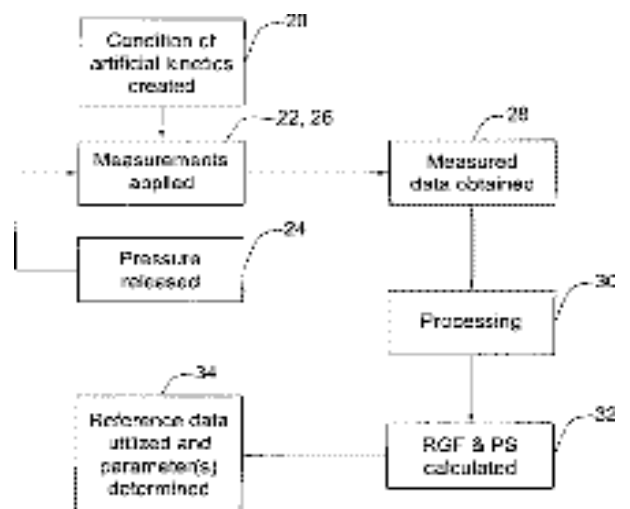 20
Condition of
artificial kinetics
created
22, 26
Measurements
applied
28
Measured
data obtained
24
Pressure
released
30
Processing
34
Reference data
utilized and
parameter(s)
determined
32
RGF & PS
calculated